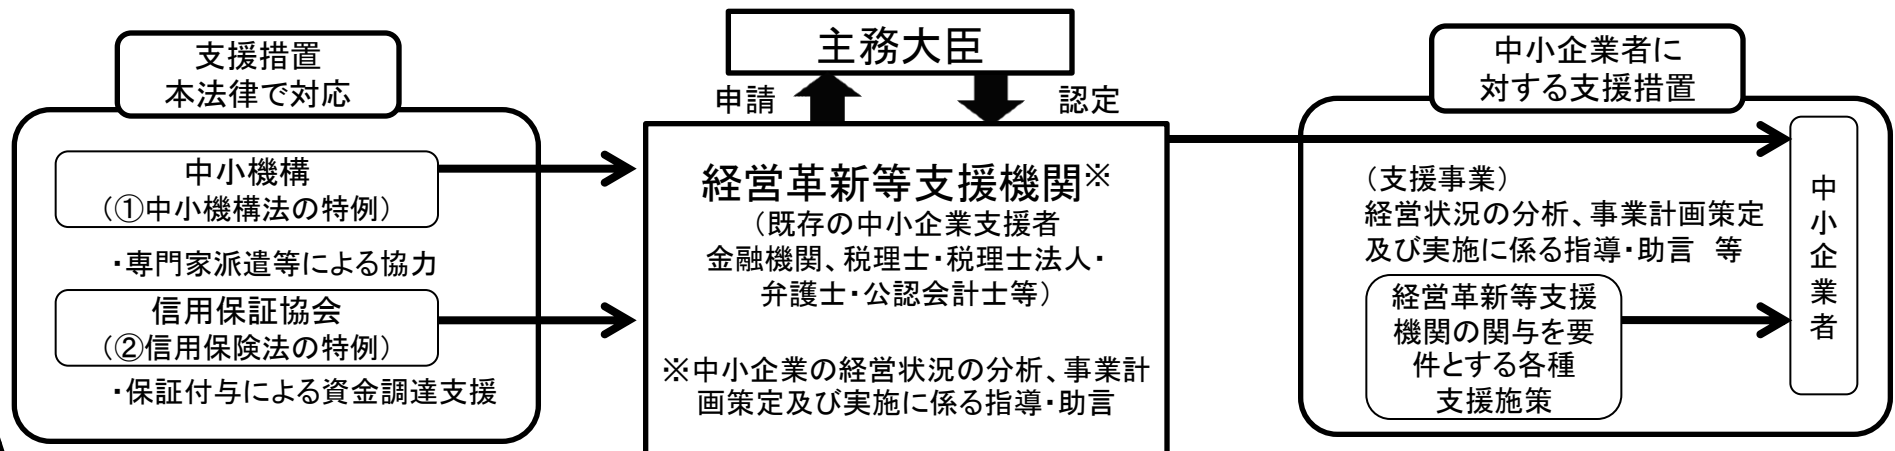 支援措置
本法律で対応
中小機構
（①中小機構法の特例）
・専門家派遣等による協力
信用保証協会
（②信用保険法の特例）
・保証付与による資金調達支援
主務大臣
申請
認定
経営革新等支援機関※
（既存の中小企業支援者
金融機関、税理士・税理士法人・
弁護士・公認会計士等）
※中小企業の経営状況の分析、事業計
画策定及び実施に係る指導・助言
中小企業者に
対する支援措置
（支援事業）
経営状況の分析、事業計画策定
及び実施に係る指導・助言　等
経営革新等支援
機関の関与を要
件とする各種
支援施策
中小企業者